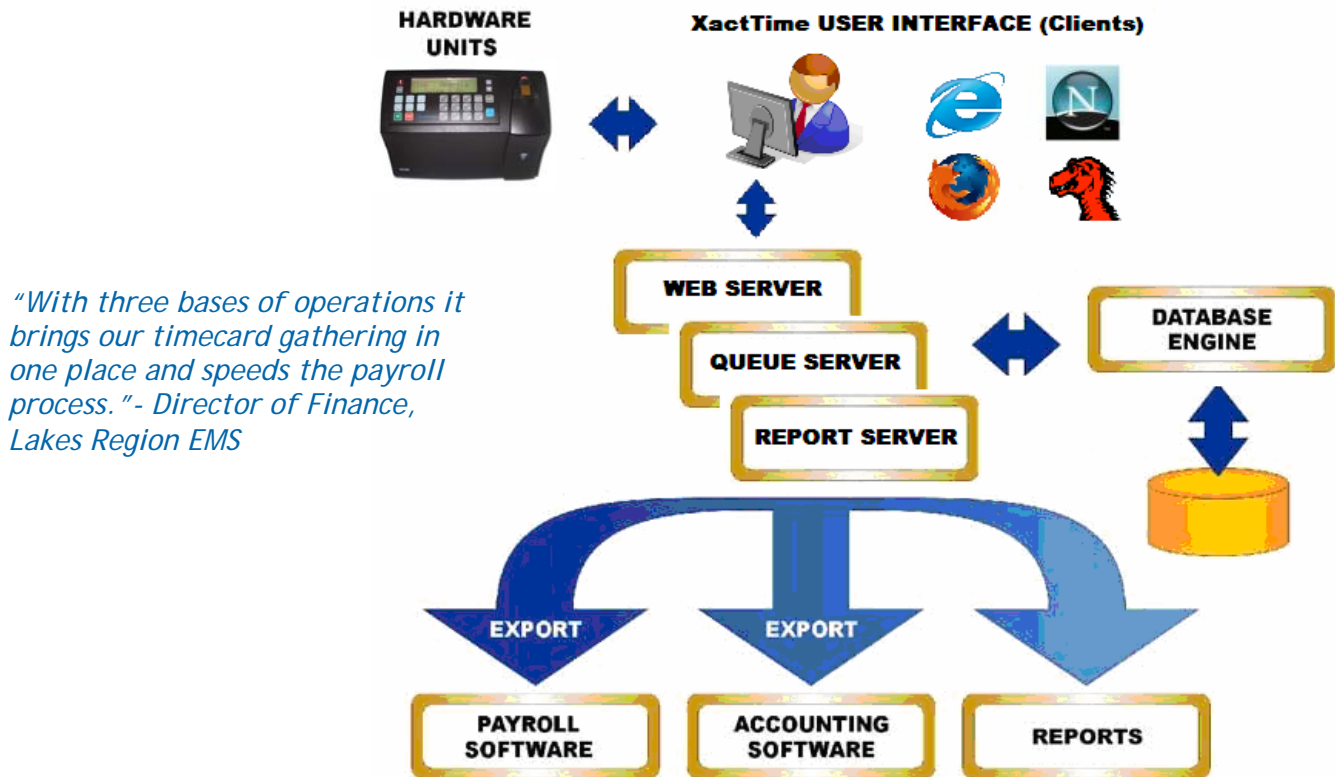 HARDWARE
UNITS
XactTime USER INTERFACE (Clients)
N
WEB SERVER
QUEUE SERVER
REPORT SERVER
DATABASE
ENGINE
"With three bases of operations it
brings our timecard gathering in
one place and speeds the payroll
process."- Director of Finance,
Lakes Region EMS
EXPORT
EXPORT
PAYROLL
SOFTWARE
ACCOUNTING
SOFTWARE
REPORTS